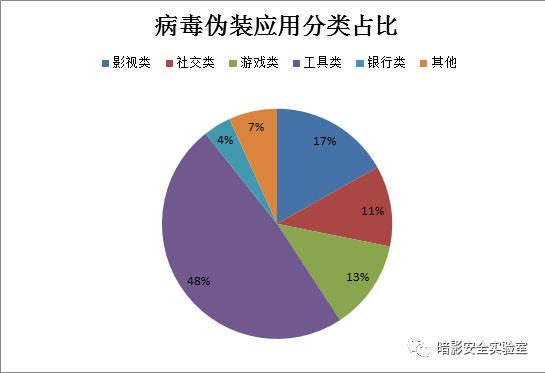 病毒伪装应用分类占比
影视类 社交类 游戏类 工具类 银行类 其他
7%
17%
4%
11%
13%
48%
暗影安全实验室